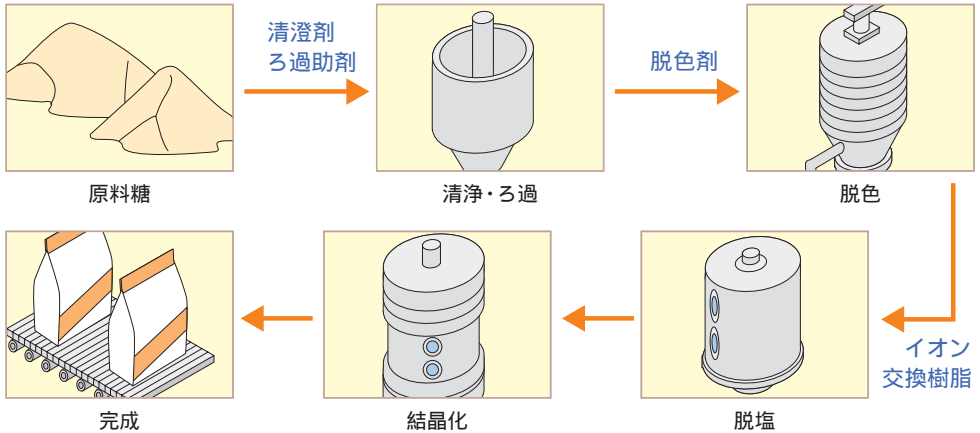 清澄剤
ろ過助剤
脱色剤
原料糖
清浄・ろ過
脱色
イオン
交換樹脂
完成
結晶化
脱塩